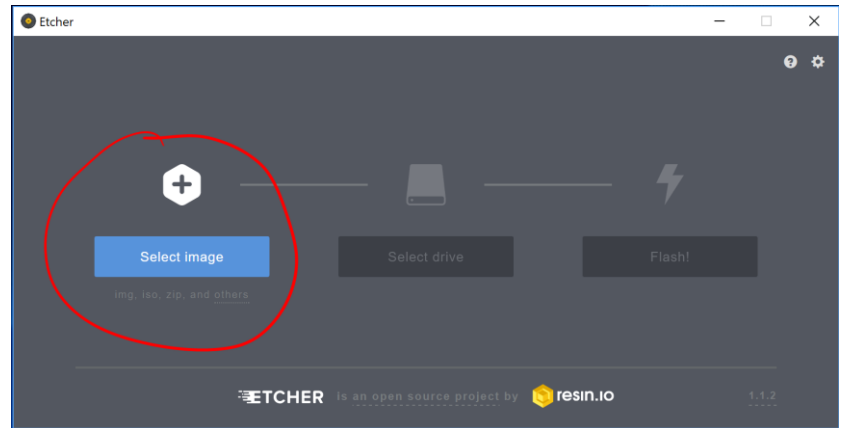 Etcher
Select image
Select drive
Flash!
img, iso, zip, and others
ETCHER is an open source project by resin.io
1.1.2